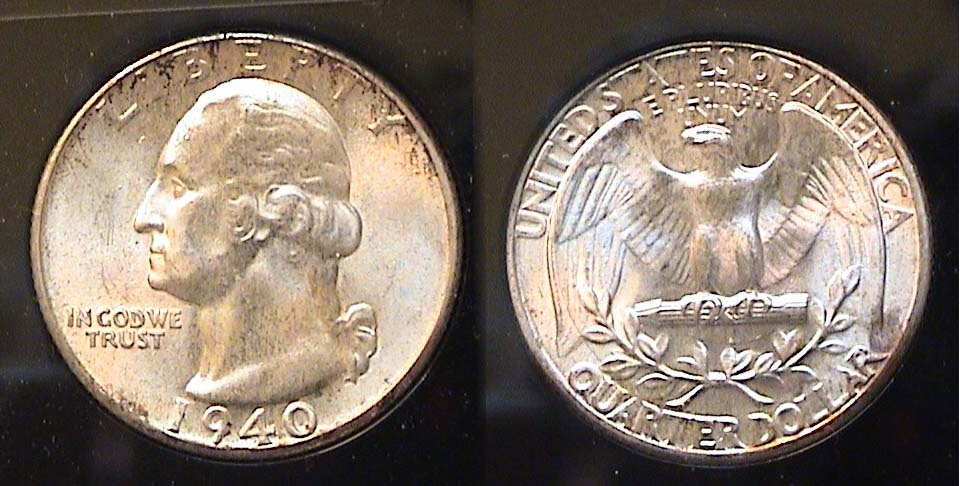 LIBERTY
IN GOD WE
TRUST
1940
UNITED STATES OF AMERICA
E PLURIBUS
UNUM
QUARTER DOLLAR